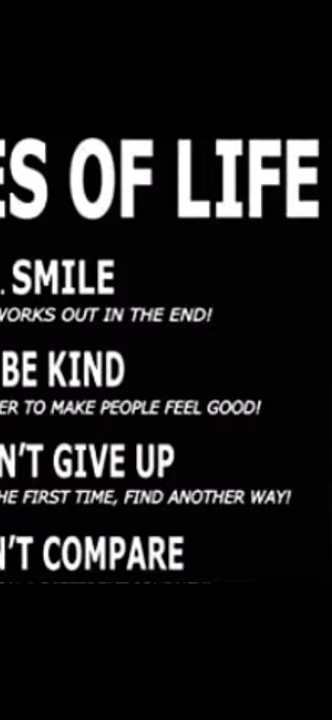 ES OF LIFE
. SMILE
WORKS OUT IN THE END!
BE KIND
ER TO MAKE PEOPLE FEEL GOOD!
N'T GIVE UP
HE FIRST TIME, FIND ANOTHER WAY!
N'T COMPARE